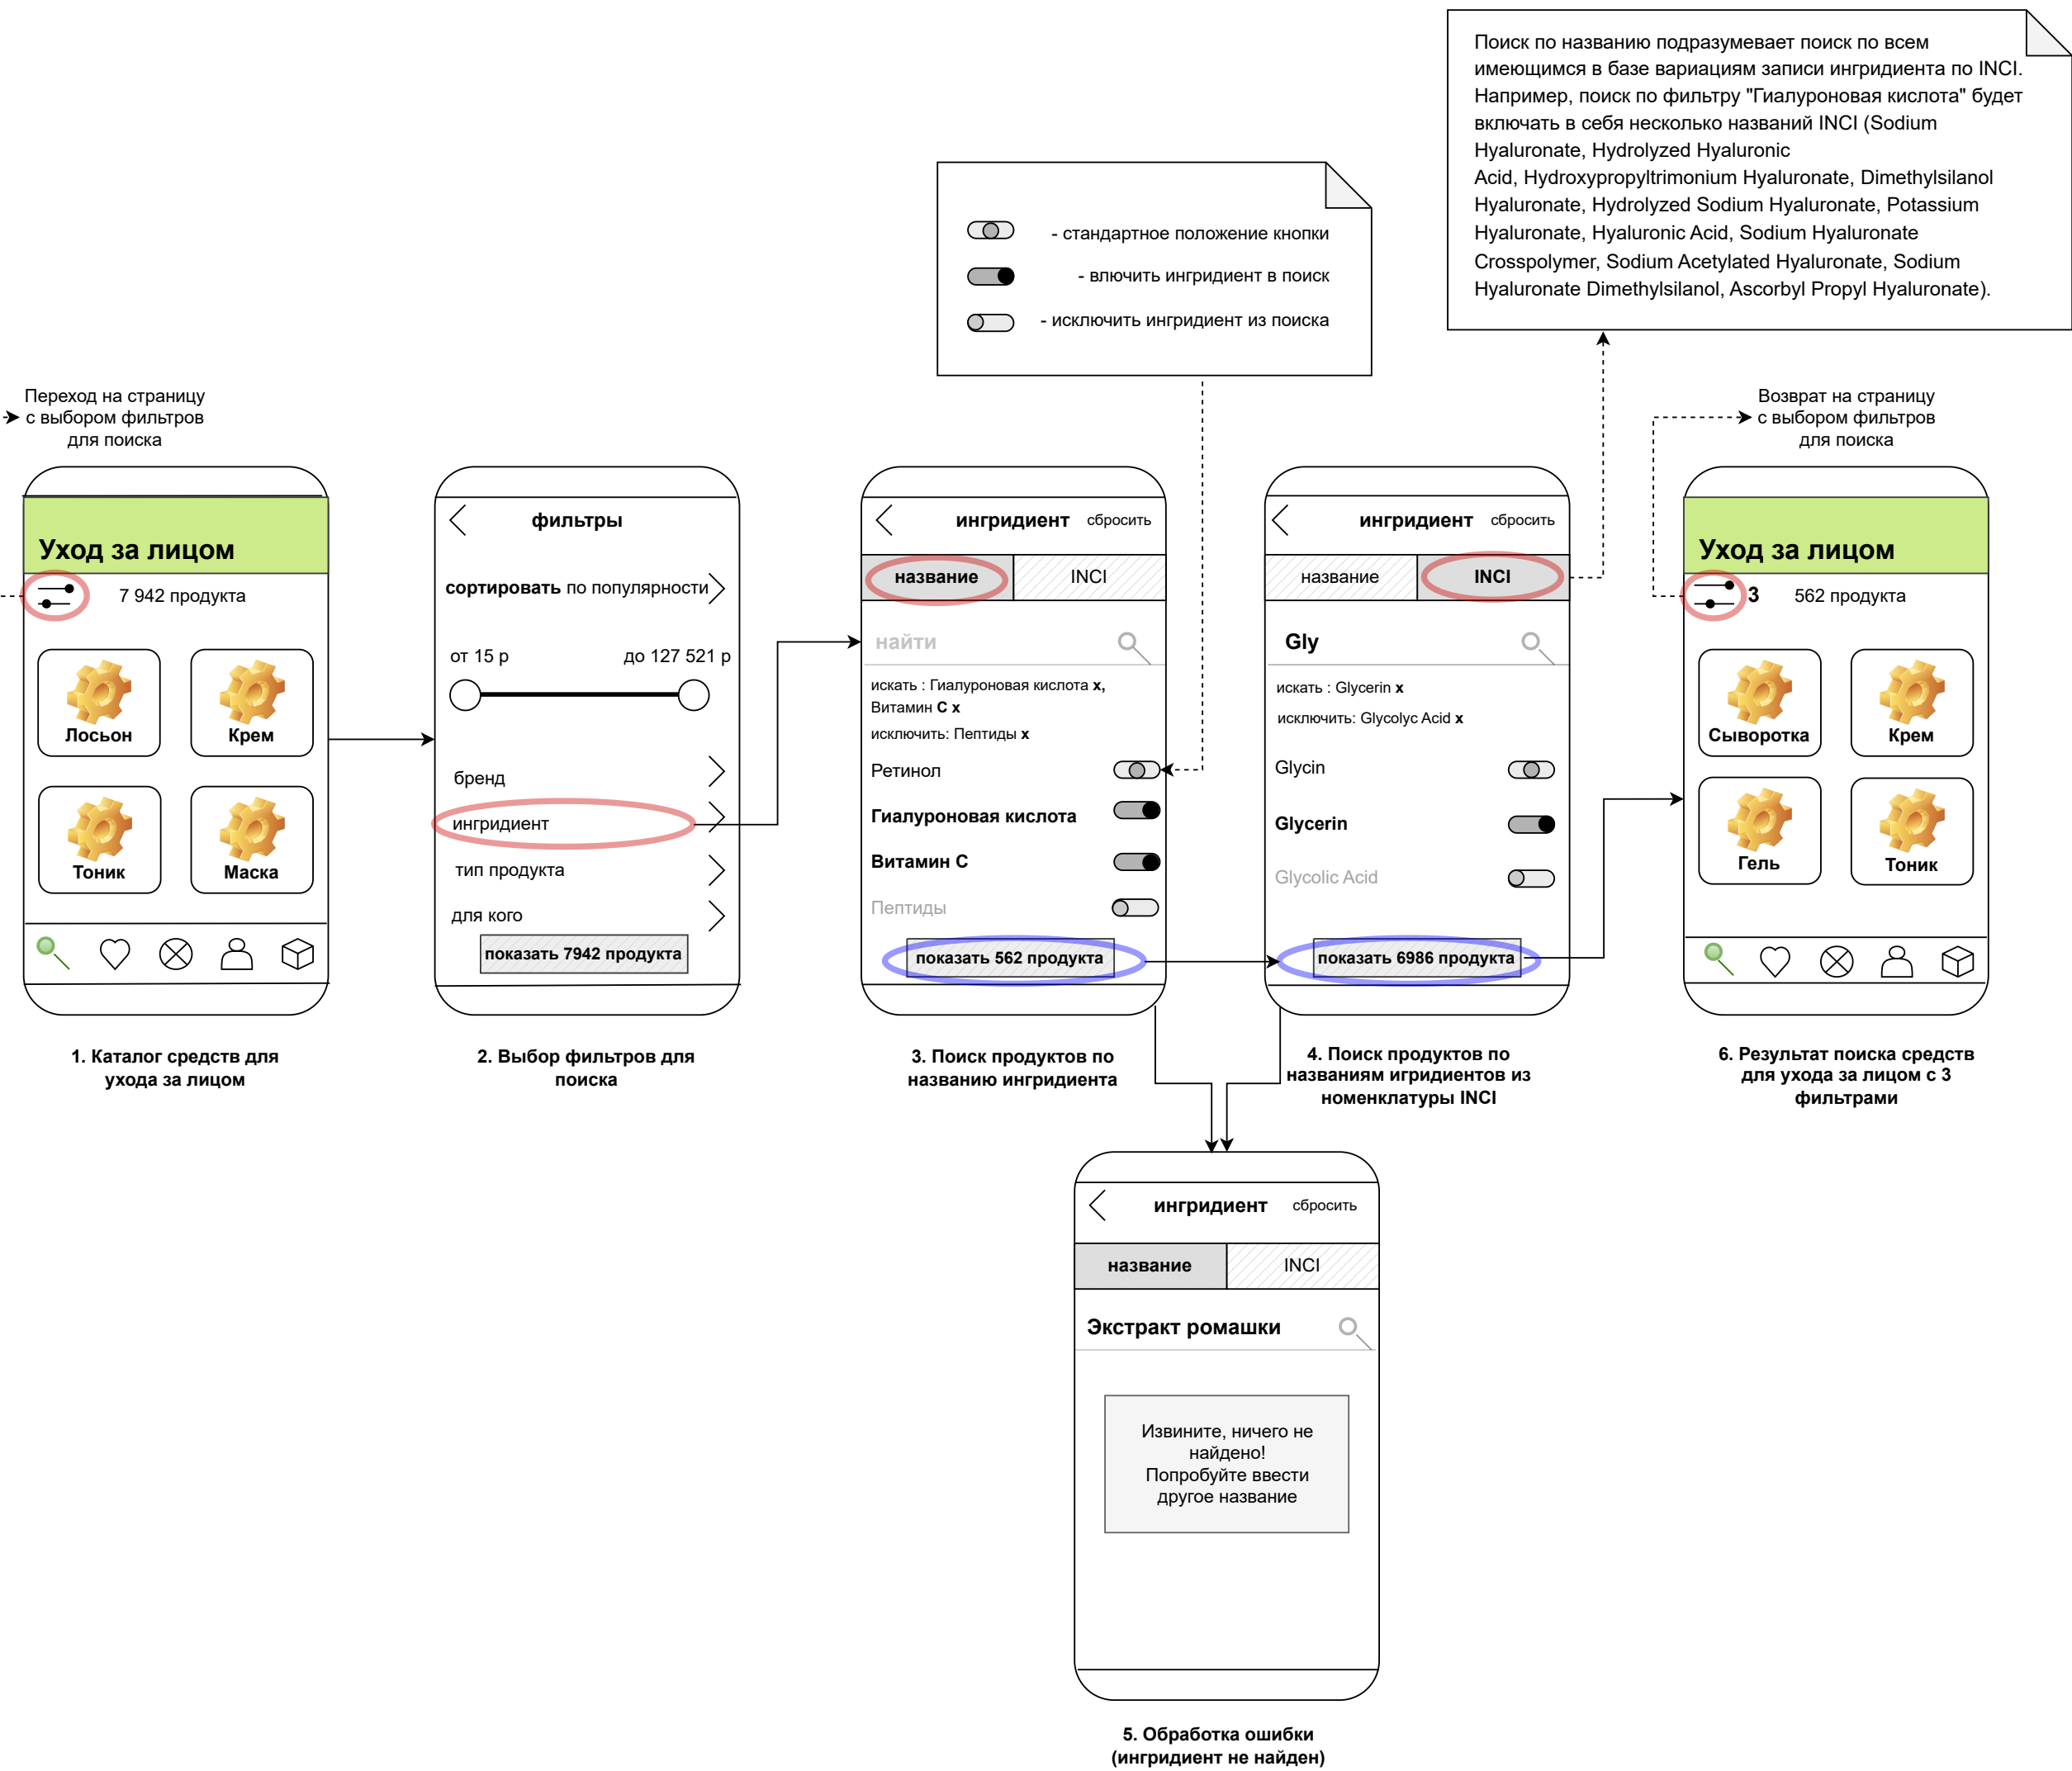 Поиск по названию подразумевает поиск по всем
имеющимся в базе вариациям записи ингридиента по INCI.
Например, поиск по фильтру "Гиалуроновая кислота" будет
включать в себя несколько названий INCI (Sodium
Hyaluronate, Hydrolyzed Hyaluronic
Acid, Hydroxypropyltrimonium Hyaluronate, Dimethylsilanol
Hyaluronate, Hydrolyzed Sodium Hyaluronate, Potassium
Hyaluronate, Hyaluronic Acid, Sodium Hyaluronate
Crosspolymer, Sodium Acetylated Hyaluronate, Sodium
Hyaluronate Dimethylsilanol, Ascorbyl Propyl Hyaluronate).
- стандартное положение кнопки
- влючить ингридиент в поиск
- исключить ингридиент из поиска
Переход на страницу
с выбором фильтров
для поиска
Уход за лицом
7 942 продукта
Лосьон
Крем
Тоник
Маска
1. Каталог средств для
ухода за лицом
фильтры
сортировать по популярности
от 15 р
до 127 521 р
бренд
ингридиент
тип продукта
для кого
показать 7942 продукта
2. Выбор фильтров для
поиска
ингридиент
сбросить
название
INCI
найти
искать : Гиалуроновая кислота x,
Витамин С x
исключить: Пептиды x
Ретинол
Гиалуроновая кислота
Витамин С
Пептиды
показать 562 продукта
3. Поиск продуктов по
названию ингридиента
ингридиент
сбросить
название
INCI
Gly
искать : Glycerin x
исключить: Glycolyc Acid x
Glycin
Glycerin
Glycolic Acid
показать 6986 продукта
4. Поиск продуктов по
названиям игридиентов из
номенклатуры INCI
Возврат на страницу
с выбором фильтров
для поиска
Уход за лицом
3
562 продукта
Сыворотка
Крем
Гель
Тоник
6. Результат поиска средств
для ухода за лицом с 3
фильтрами
ингридиент
сбросить
название
INCI
Экстракт ромашки
Извините, ничего не
найдено!
Попробуйте ввести
другое название
5. Обработка ошибки
(ингридиент не найден)